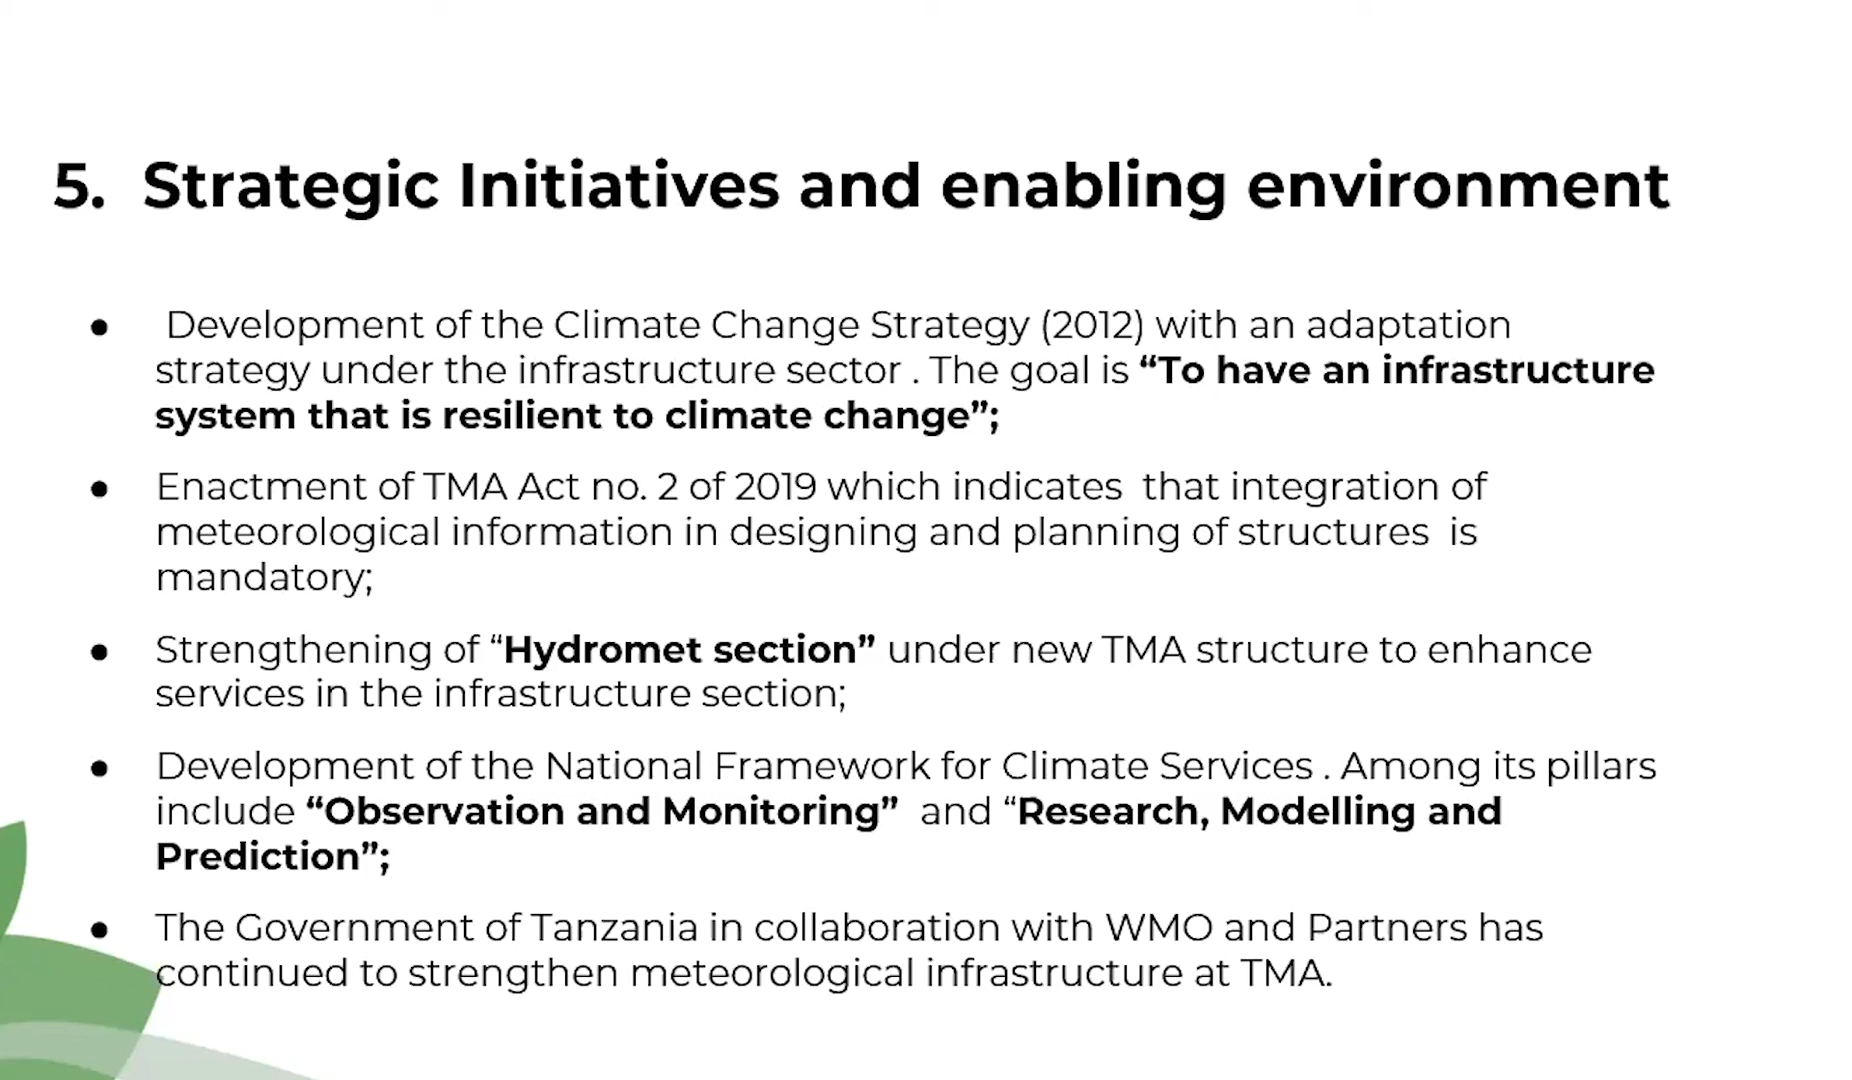 5. Strategic Initiatives and enabling environment
● Development of the Climate Change Strategy (2012) with an adaptation
strategy under the infrastructure sector . The goal is “To have an infrastructure
system that is resilient to climate change”;
● Enactment of TMA Act no. 2 of 2019 which indicates that integration of
meteorological information in designing and planning of structures is
mandatory;
● Strengthening of “Hydromet section” under new TMA structure to enhance
services in the infrastructure section;
● Development of the National Framework for Climate Services . Among its pillars
include “Observation and Monitoring” and “Research, Modelling and
Prediction”;
● The Government of Tanzania in collaboration with WMO and Partners has
continued to strengthen meteorological infrastructure at TMA.